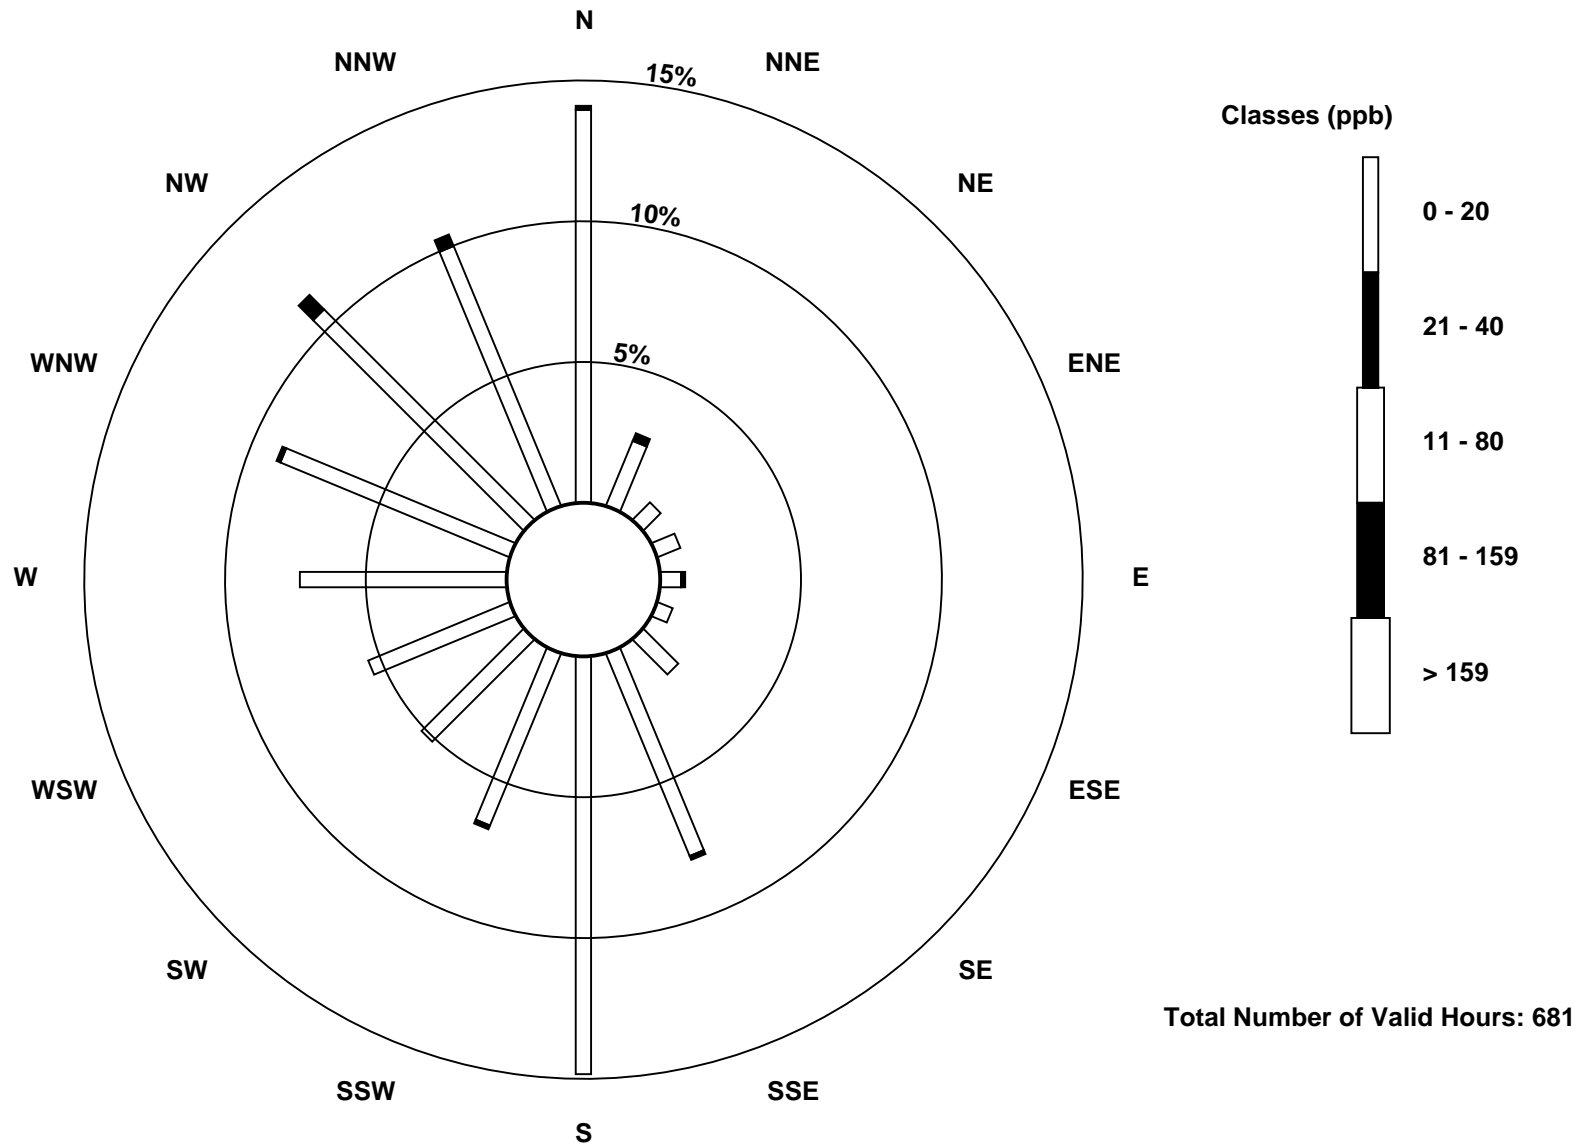 N
NNW
NNE
15%
Classes (ppb)
NW
NE
10%
0 - 20
21 - 40
5%
WNW
ENE
11 - 80
81 - 159
W
E
> 159
WSW
ESE
SW
SE
Total Number of Valid Hours: 681
SSW
SSE
S